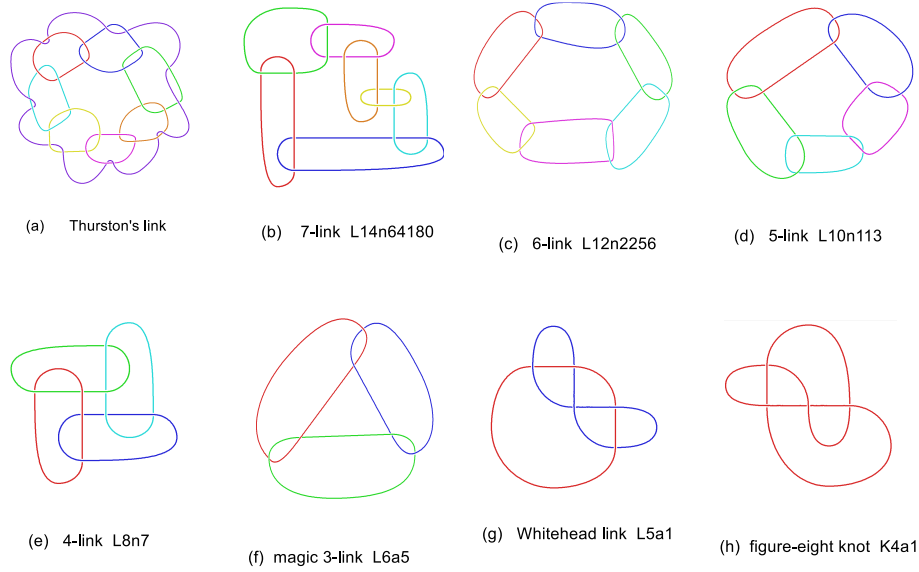 (a) Thurston's link
(b) 7-link L14n64180
(c) 6-link L12n2256
(d) 5-link L10n113
(e) 4-link L8n7
(f) magic 3-link L6a5
(g) Whitehead link L5a1
(h) figure-eight knot K4a1